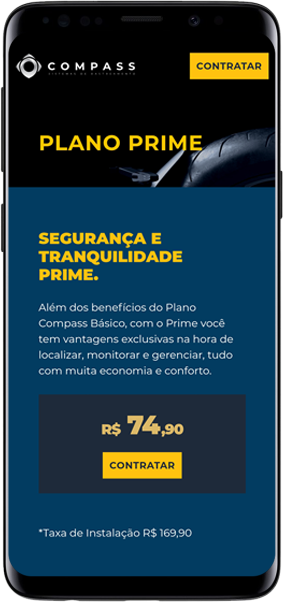 COMPASS
SISTEMAS DE RASTREAMENTO
CONTRATAR
PLANO PRIME
SEGURANÇA E
TRANQUILIDADE
PRIME.
Além dos benefícios do Plano
Compass Básico, com o Prime você
tem vantagens exclusivas na hora de
localizar, monitorar e gerenciar, tudo
com muita economia e conforto.
R$ 74,90
CONTRATAR
*Taxa de Instalação R$ 169,90